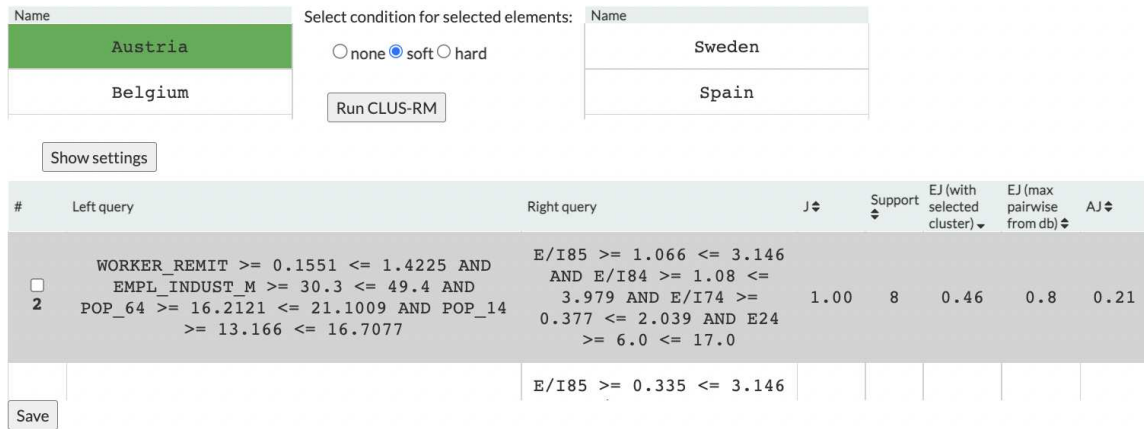 Name
Select condition for selected elements:
Name
Austria
none soft hard
Sweden
Belgium
Run CLUS-RM
Spain
Show settings
# Left query Right query J Support EJ (with selected cluster) EJ (max pairwise from db) AJ
2
WORKER_REMIT >= 0.1551 <= 1.4225 AND
EMPL_INDUST_M >= 30.3 <= 49.4 AND
POP_64 >= 16.2121 <= 21.1009 AND POP_14
>= 13.166 <= 16.7077
E/I85 >= 1.066 <= 3.146
AND E/I84 >= 1.08 <=
3.979 AND E/I74 >=
0.377 <= 2.039 AND E24
>= 6.0 <= 17.0
1.00 8 0.46 0.8 0.21
E/I85 >= 0.335 <= 3.146
Save